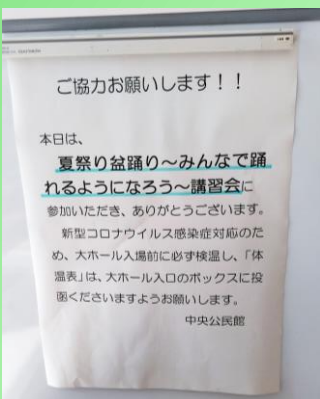 ご協力お願いします！！
本日は、
夏祭り盆踊り～みんなで踊
れるようになろう～講習会に
参加いただき、ありがとうございます。
新型コロナウイルス感染症対応のた
め、大ホール入場前に必ず検温し、「体
温表」は、大ホール入口のボックスに投
函くださいますようお願いします。
中央公民館